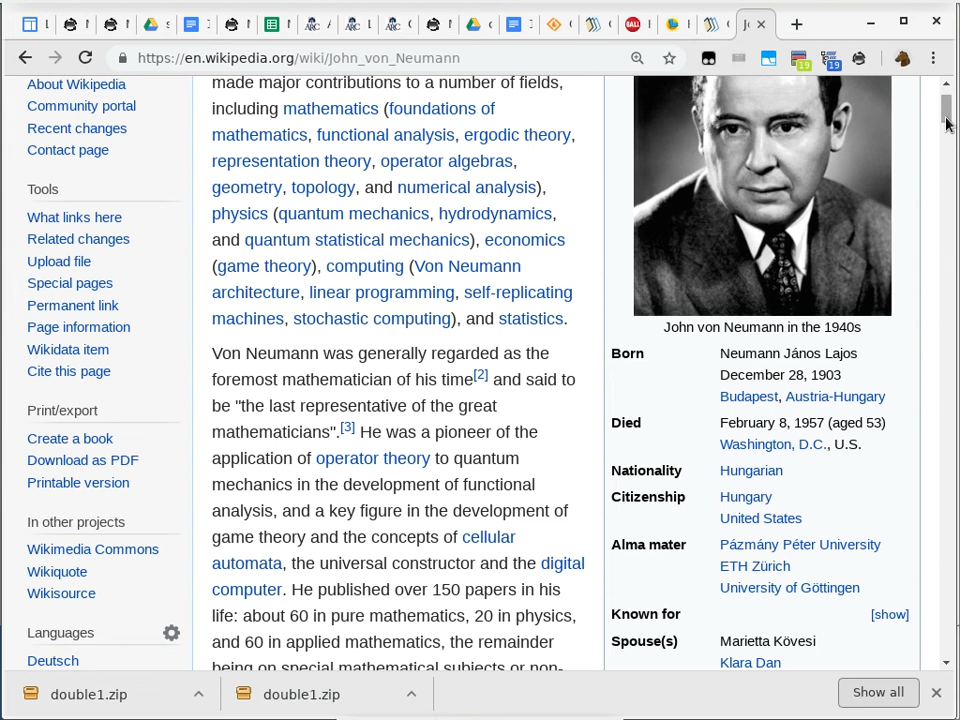 https://en.wikipedia.org/wiki/John_von_Neumann
19
19
About Wikipedia
Community portal
Recent changes
Contact page
Tools
What links here
Related changes
Upload file
Special pages
Permanent link
Page information
Wikidata item
Cite this page
Print/export
Create a book
Download as PDF
Printable version
In other projects
Wikimedia Commons
Wikiquote
Wikisource
Languages
Deutsch
made major contributions to a number of fields,
including mathematics (foundations of
mathematics, functional analysis, ergodic theory,
representation theory, operator algebras,
geometry, topology, and numerical analysis),
physics (quantum mechanics, hydrodynamics,
and quantum statistical mechanics), economics
(game theory), computing (Von Neumann
architecture, linear programming, self-replicating
machines, stochastic computing), and statistics.
Von Neumann was generally regarded as the
foremost mathematician of his time[2] and said to
be "the last representative of the great
mathematicians".[3] He was a pioneer of the
application of operator theory to quantum
mechanics in the development of functional
analysis, and a key figure in the development of
game theory and the concepts of cellular
automata, the universal constructor and the digital
computer. He published over 150 papers in his
life: about 60 in pure mathematics, 20 in physics,
and 60 in applied mathematics, the remainder
being on special mathematical subjects or non-
John von Neumann in the 1940s
Born Neumann János Lajos
December 28, 1903
Budapest, Austria-Hungary
Died February 8, 1957 (aged 53)
Washington, D.C., U.S.
Nationality Hungarian
Citizenship Hungary
United States
Alma mater Pázmány Péter University
ETH Zürich
University of Göttingen
Known for [show]
Spouse(s) Marietta Kövesi
Klara Dan
double1.zip
double1.zip
Show all